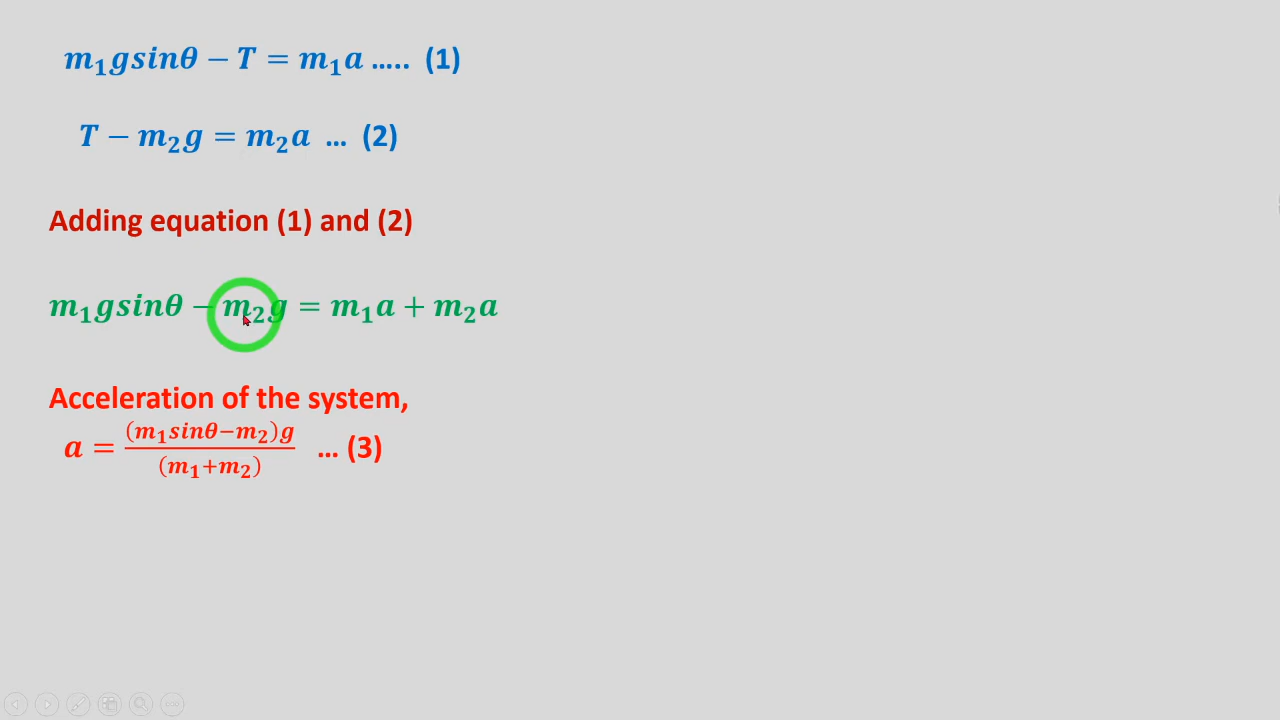 m₁gsinθ − T = m₁a ….. (1)
T − m₂g = m₂a … (2)
Adding equation (1) and (2)
m₁gsinθ − m₂g = m₁a + m₂a
Acceleration of the system,
a = (m₁sinθ−m₂)g / (m₁+m₂) … (3)